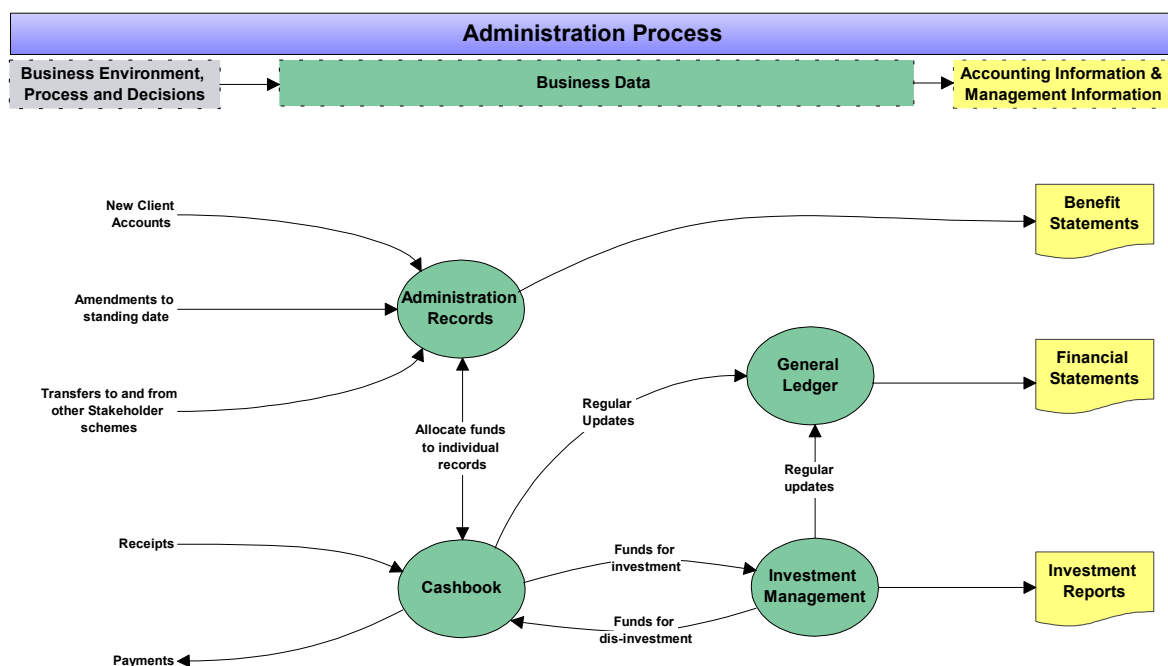 Administration Process
Business Environment,
Process and Decisions
Business Data
Accounting Information &
Management Information
New Client
Accounts
Benefit
Statements
Administration
Records
Amendments to
standing date
Transfers to and from
other Stakeholder
schemes
General
Ledger
Financial
Statements
Regular
Updates
Allocate funds
to individual
records
Regular
updates
Receipts
Cashbook
Funds for
investment
Funds for
dis-investment
Investment
Management
Investment
Reports
Payments